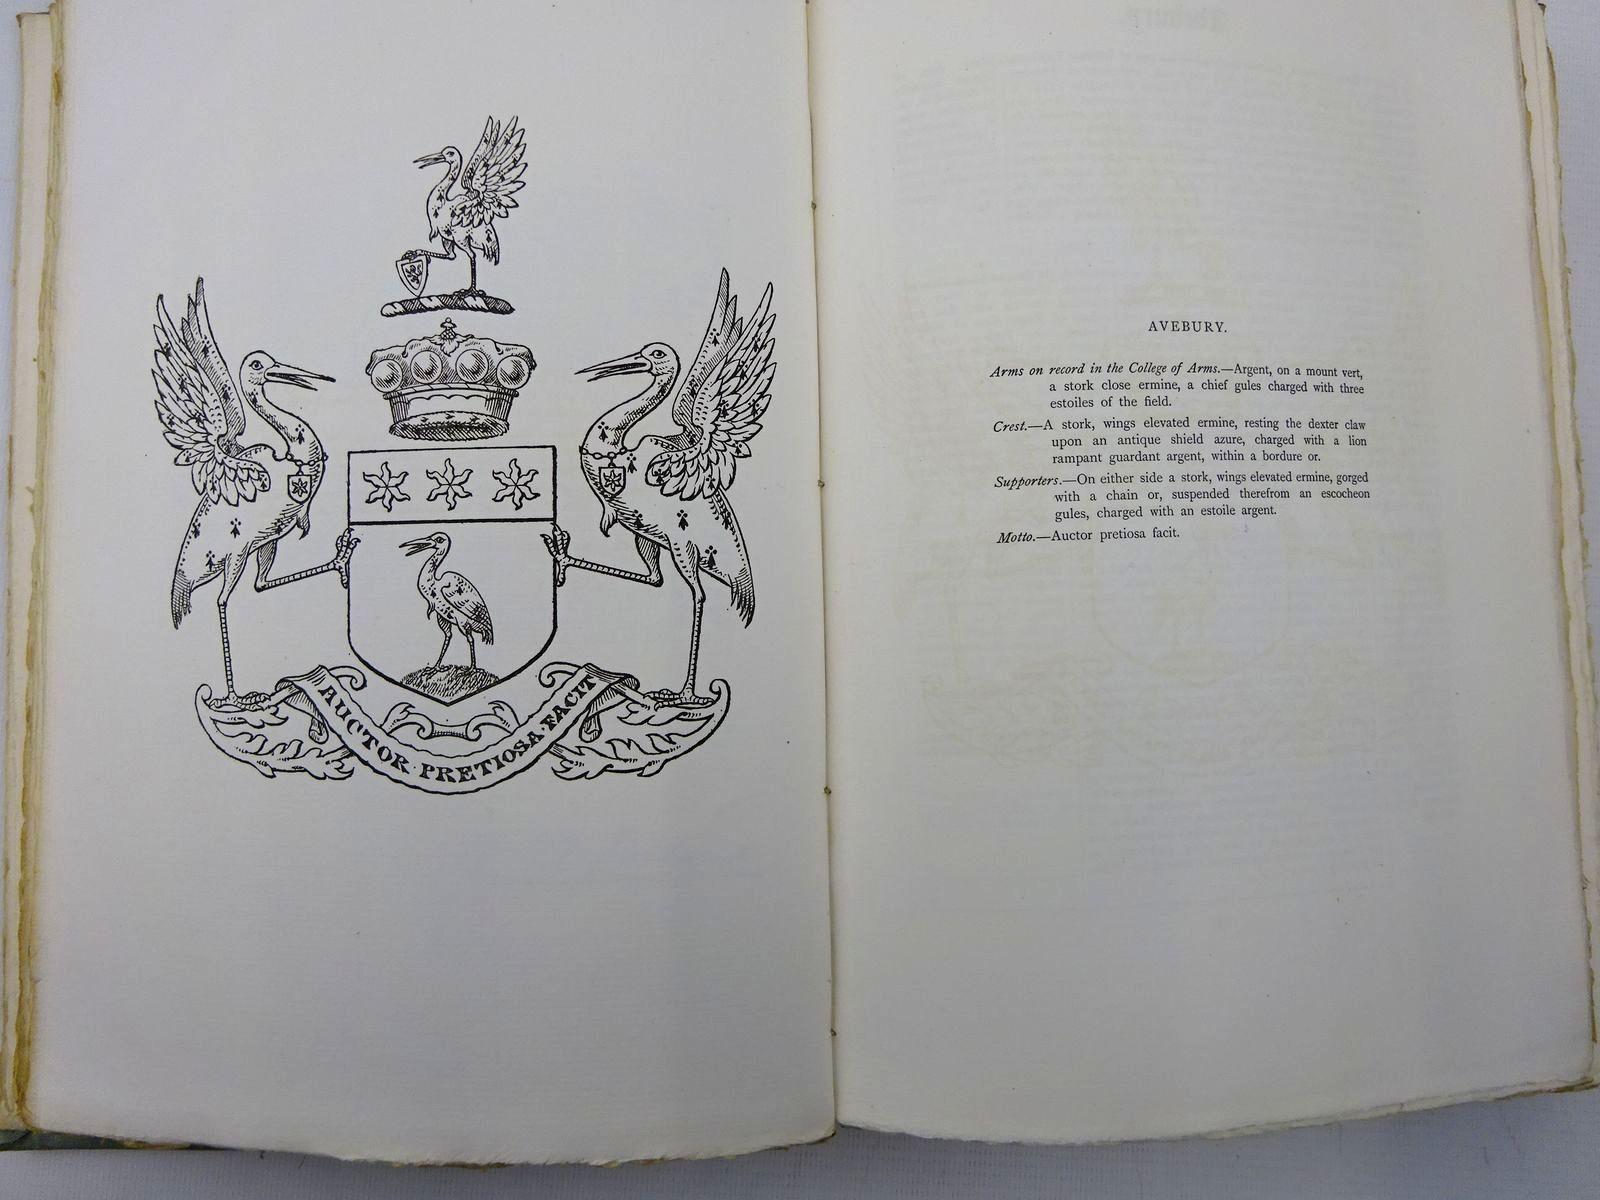 AUCTOR · PRETIOSA · FACIT
AVEBURY.
Arms on record in the College of Arms.—Argent, on a mount vert,
a stork close ermine, a chief gules charged with three
estoiles of the field.
Crest.—A stork, wings elevated ermine, resting the dexter claw
upon an antique shield azure, charged with a lion
rampant guardant argent, within a bordure or.
Supporters.—On either side a stork, wings elevated ermine, gorged
with a chain or, suspended therefrom an escocheon
gules, charged with an estoile argent.
Motto.—Auctor pretiosa facit.